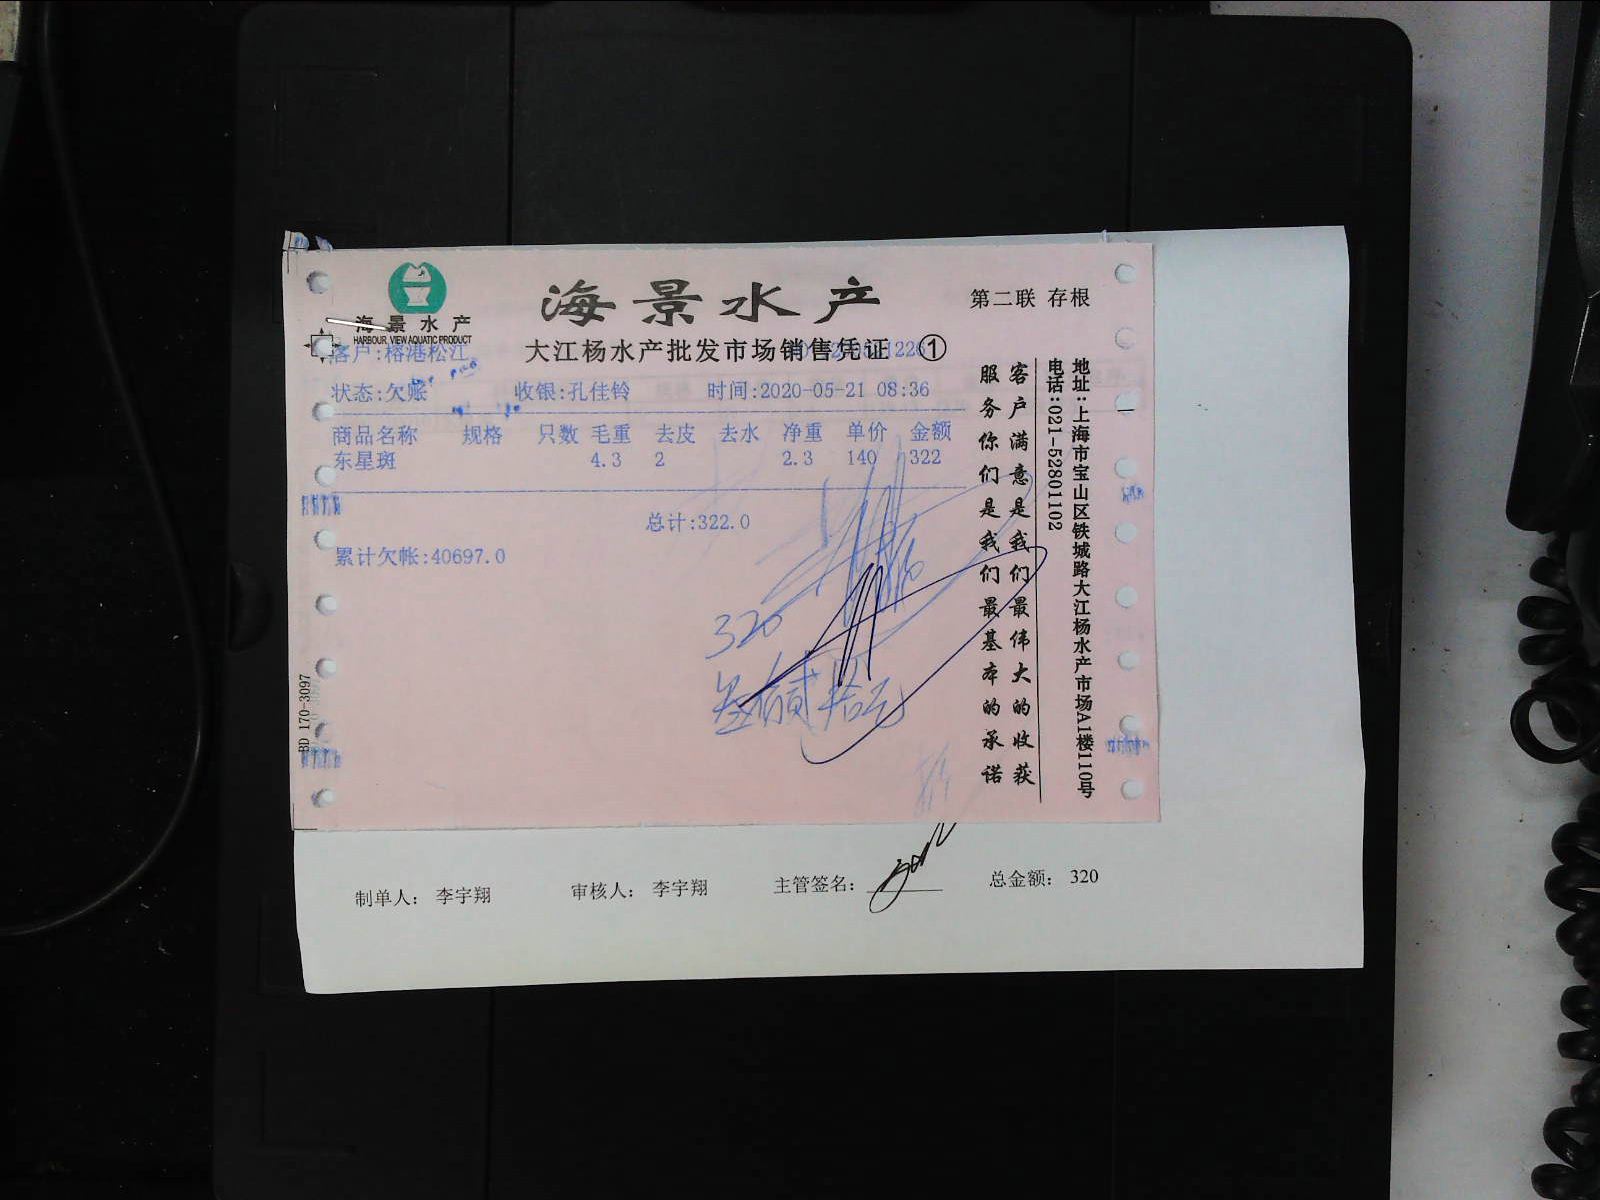 海景水产
HARBOUR VIEW AQUATIC PRODUCT
海景水产
第二联 存根
大江杨水产批发市场销售凭证①
客户:榕港松江
状态:欠账 收银:孔佳铃 时间:2020-05-21 08:36
商品名称 规格 只数 毛重 去皮 去水 净重 单价 金额
东星斑 4.3 2 2.3 140 322
总计:322.0
累计欠帐:40697.0
320
叁佰贰拾元
客户满意是我们最伟大的收获
服务你们是我们最基本的承诺
地址:上海市宝山区铁城路大江杨水产市场A1楼110号
电话:021-52801102
BD 170-3097
制单人: 李宇翔 审核人: 李宇翔 主管签名: 总金额: 320